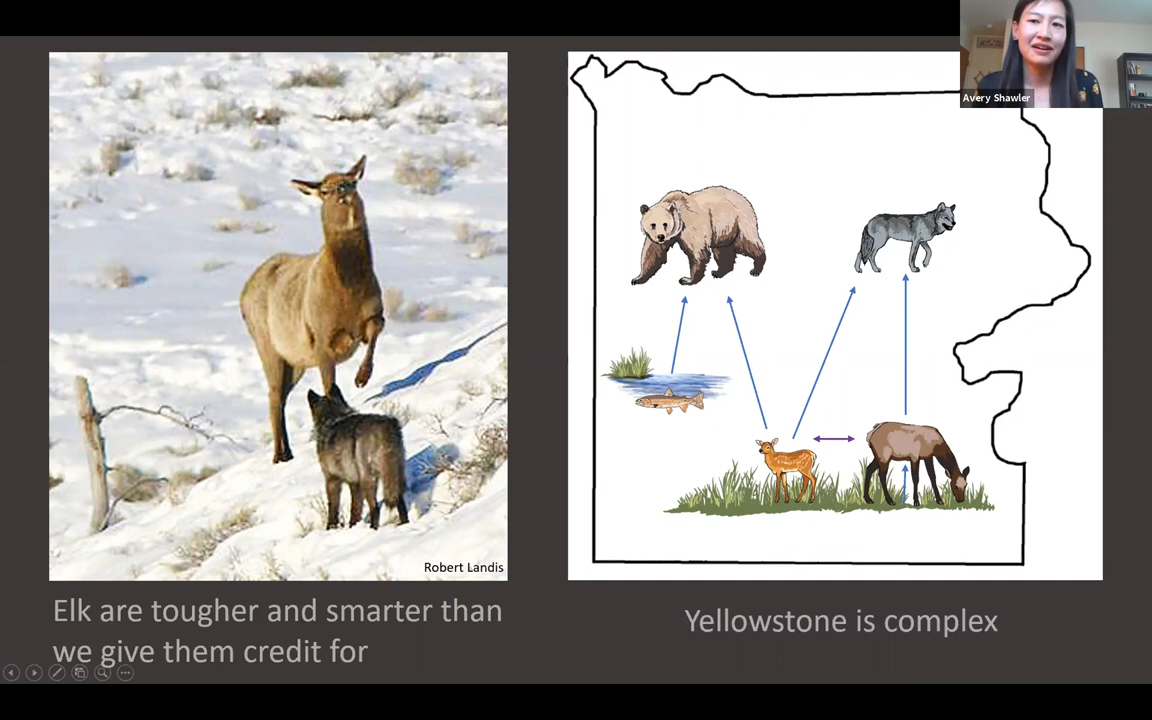 Avery Shawler
Robert Landis
Elk are tougher and smarter than
we give them credit for
Yellowstone is complex